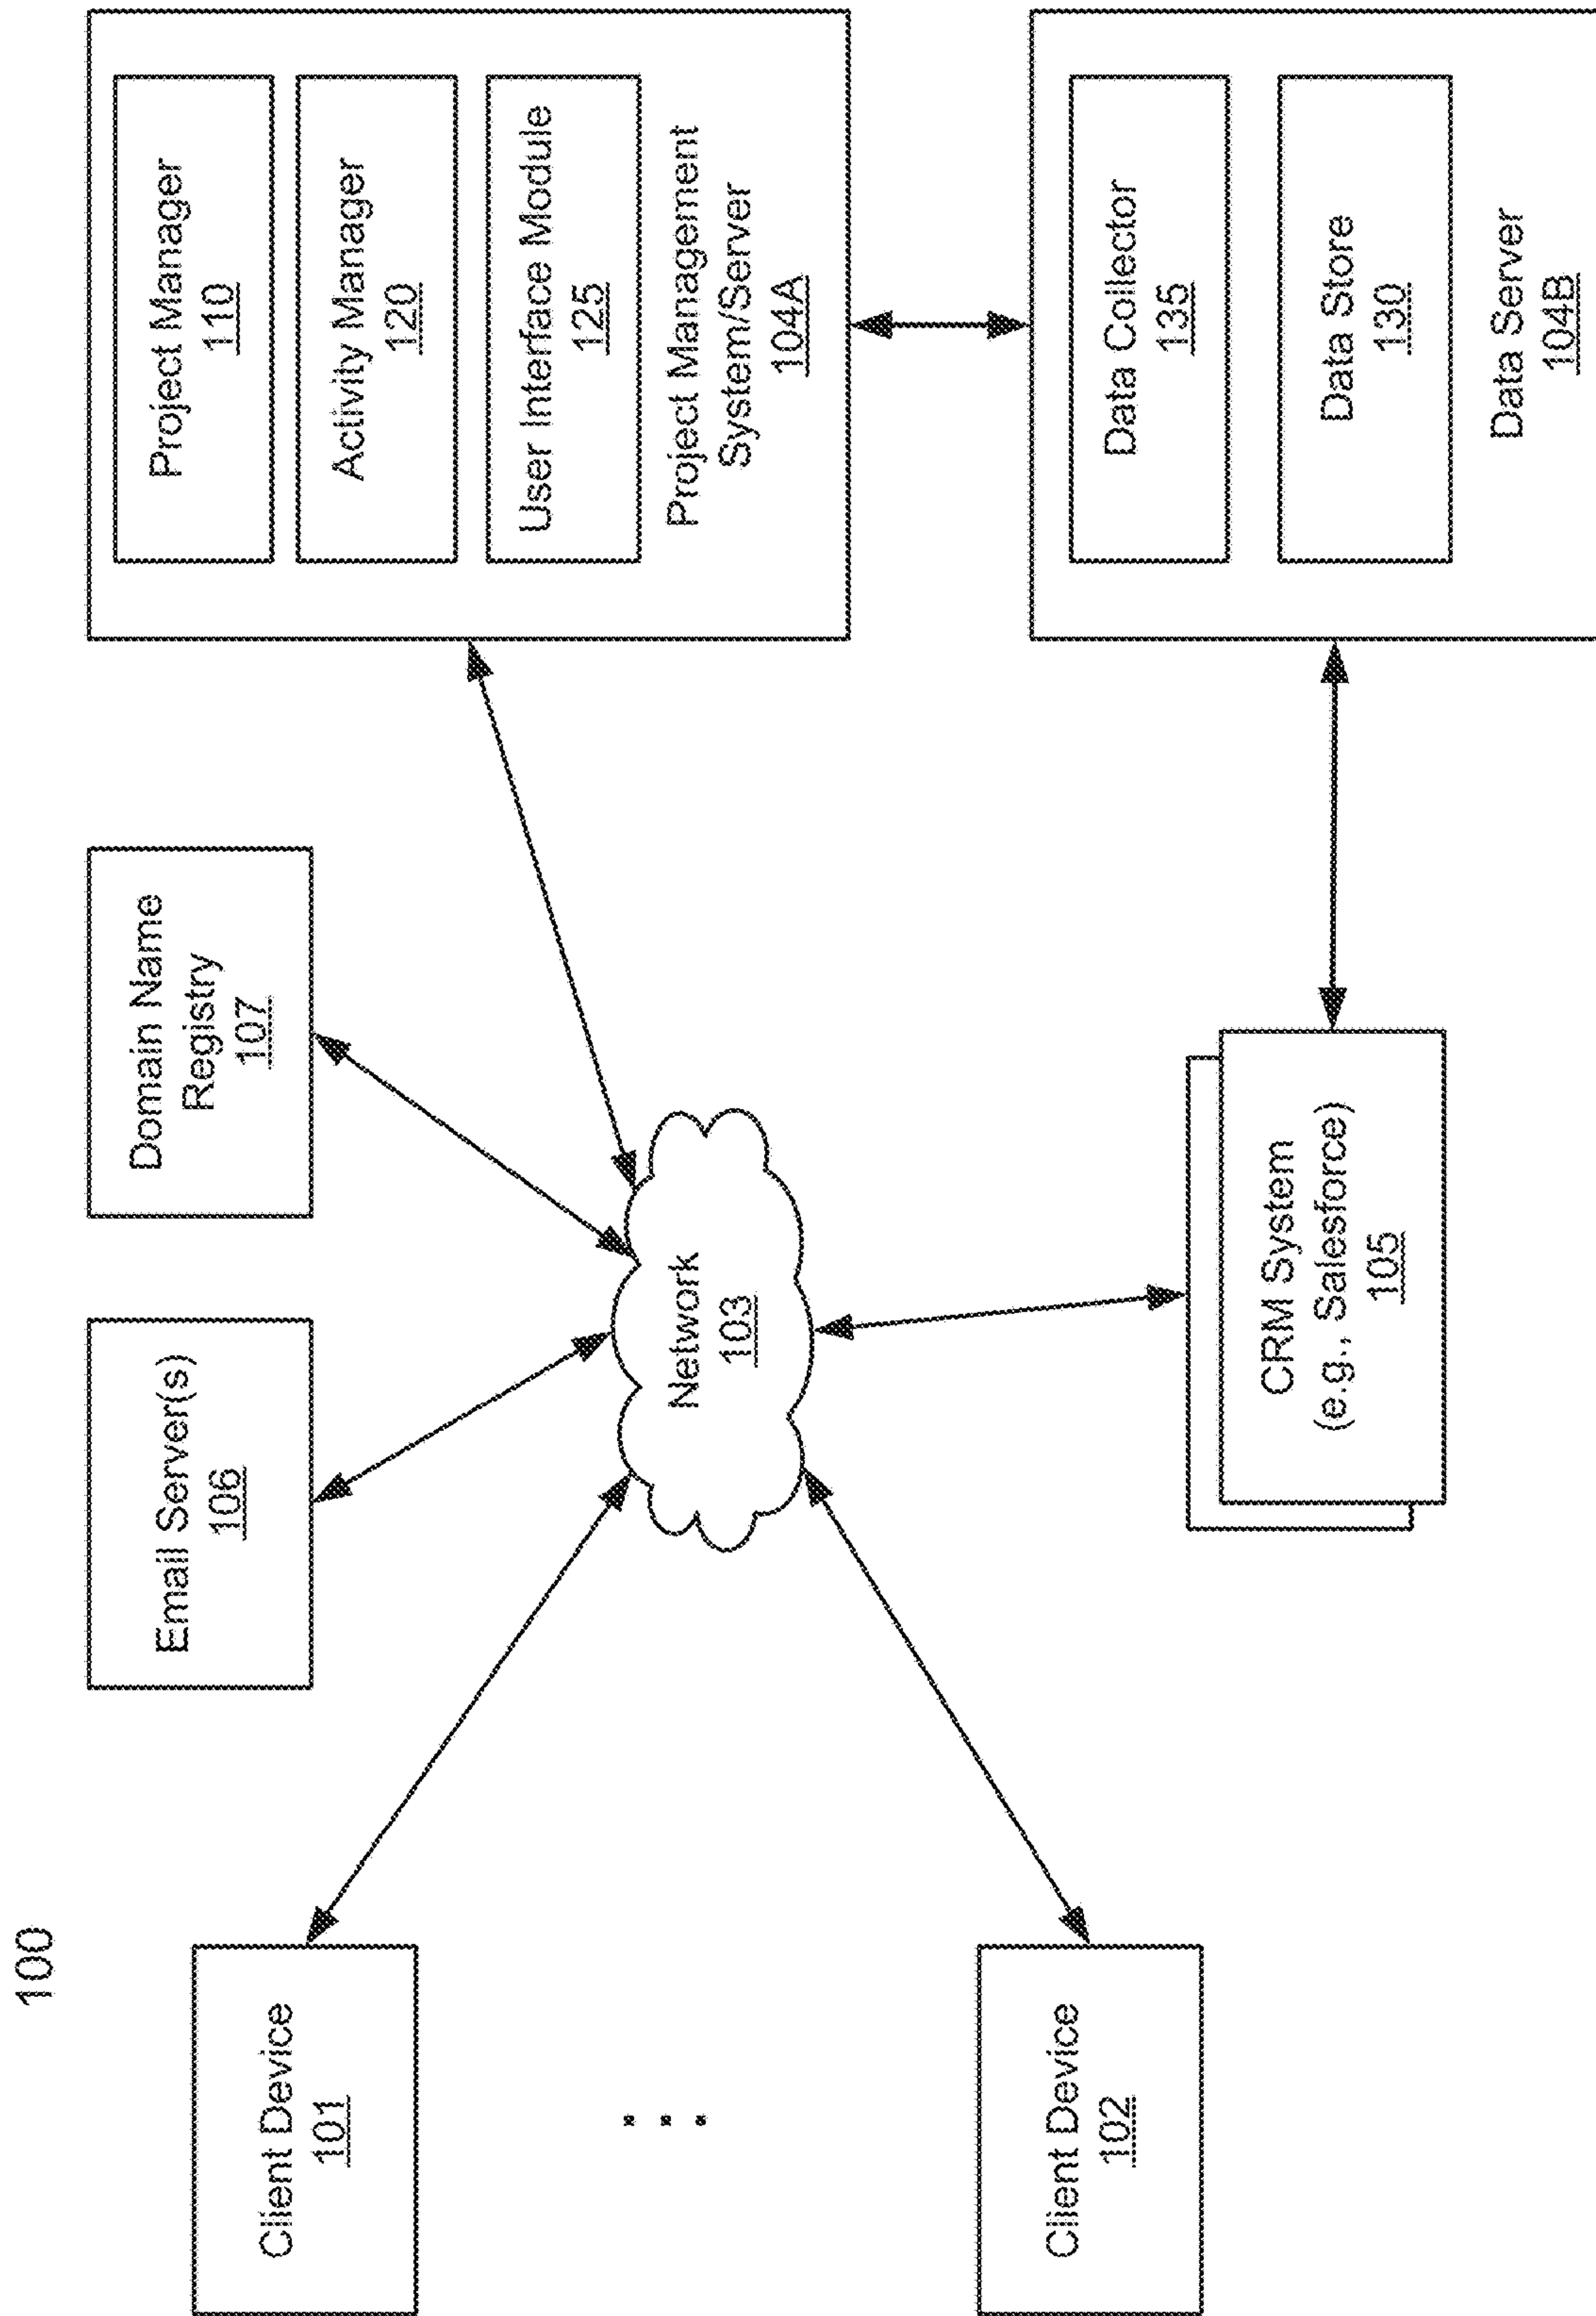 100
Client Device
101
Client Device
102
Email Server(s)
106
Domain Name
Registry
107
Network
103
CRM System
(e.g., Salesforce)
105
Project Manager
110
Activity Manager
120
User Interface Module
125
Project Management
System/Server
104A
Data Collector
135
Data Store
130
Data Server
104B